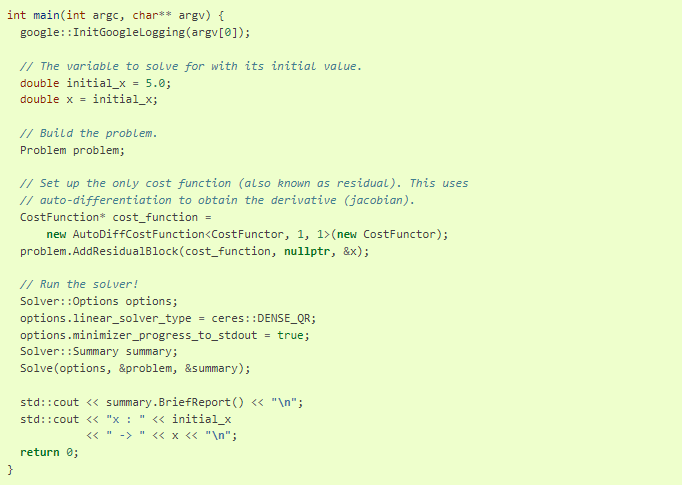 int main(int argc, char** argv) {
  google::InitGoogleLogging(argv[0]);

  // The variable to solve for with its initial value.
  double initial_x = 5.0;
  double x = initial_x;

  // Build the problem.
  Problem problem;

  // Set up the only cost function (also known as residual). This uses
  // auto-differentiation to obtain the derivative (jacobian).
  CostFunction* cost_function =
      new AutoDiffCostFunction<CostFunctor, 1, 1>(new CostFunctor);
  problem.AddResidualBlock(cost_function, nullptr, &x);

  // Run the solver!
  Solver::Options options;
  options.linear_solver_type = ceres::DENSE_QR;
  options.minimizer_progress_to_stdout = true;
  Solver::Summary summary;
  Solve(options, &problem, &summary);

  std::cout << summary.BriefReport() << "\n";
  std::cout << "x : " << initial_x
            << " -> " << x << "\n";
  return 0;
}